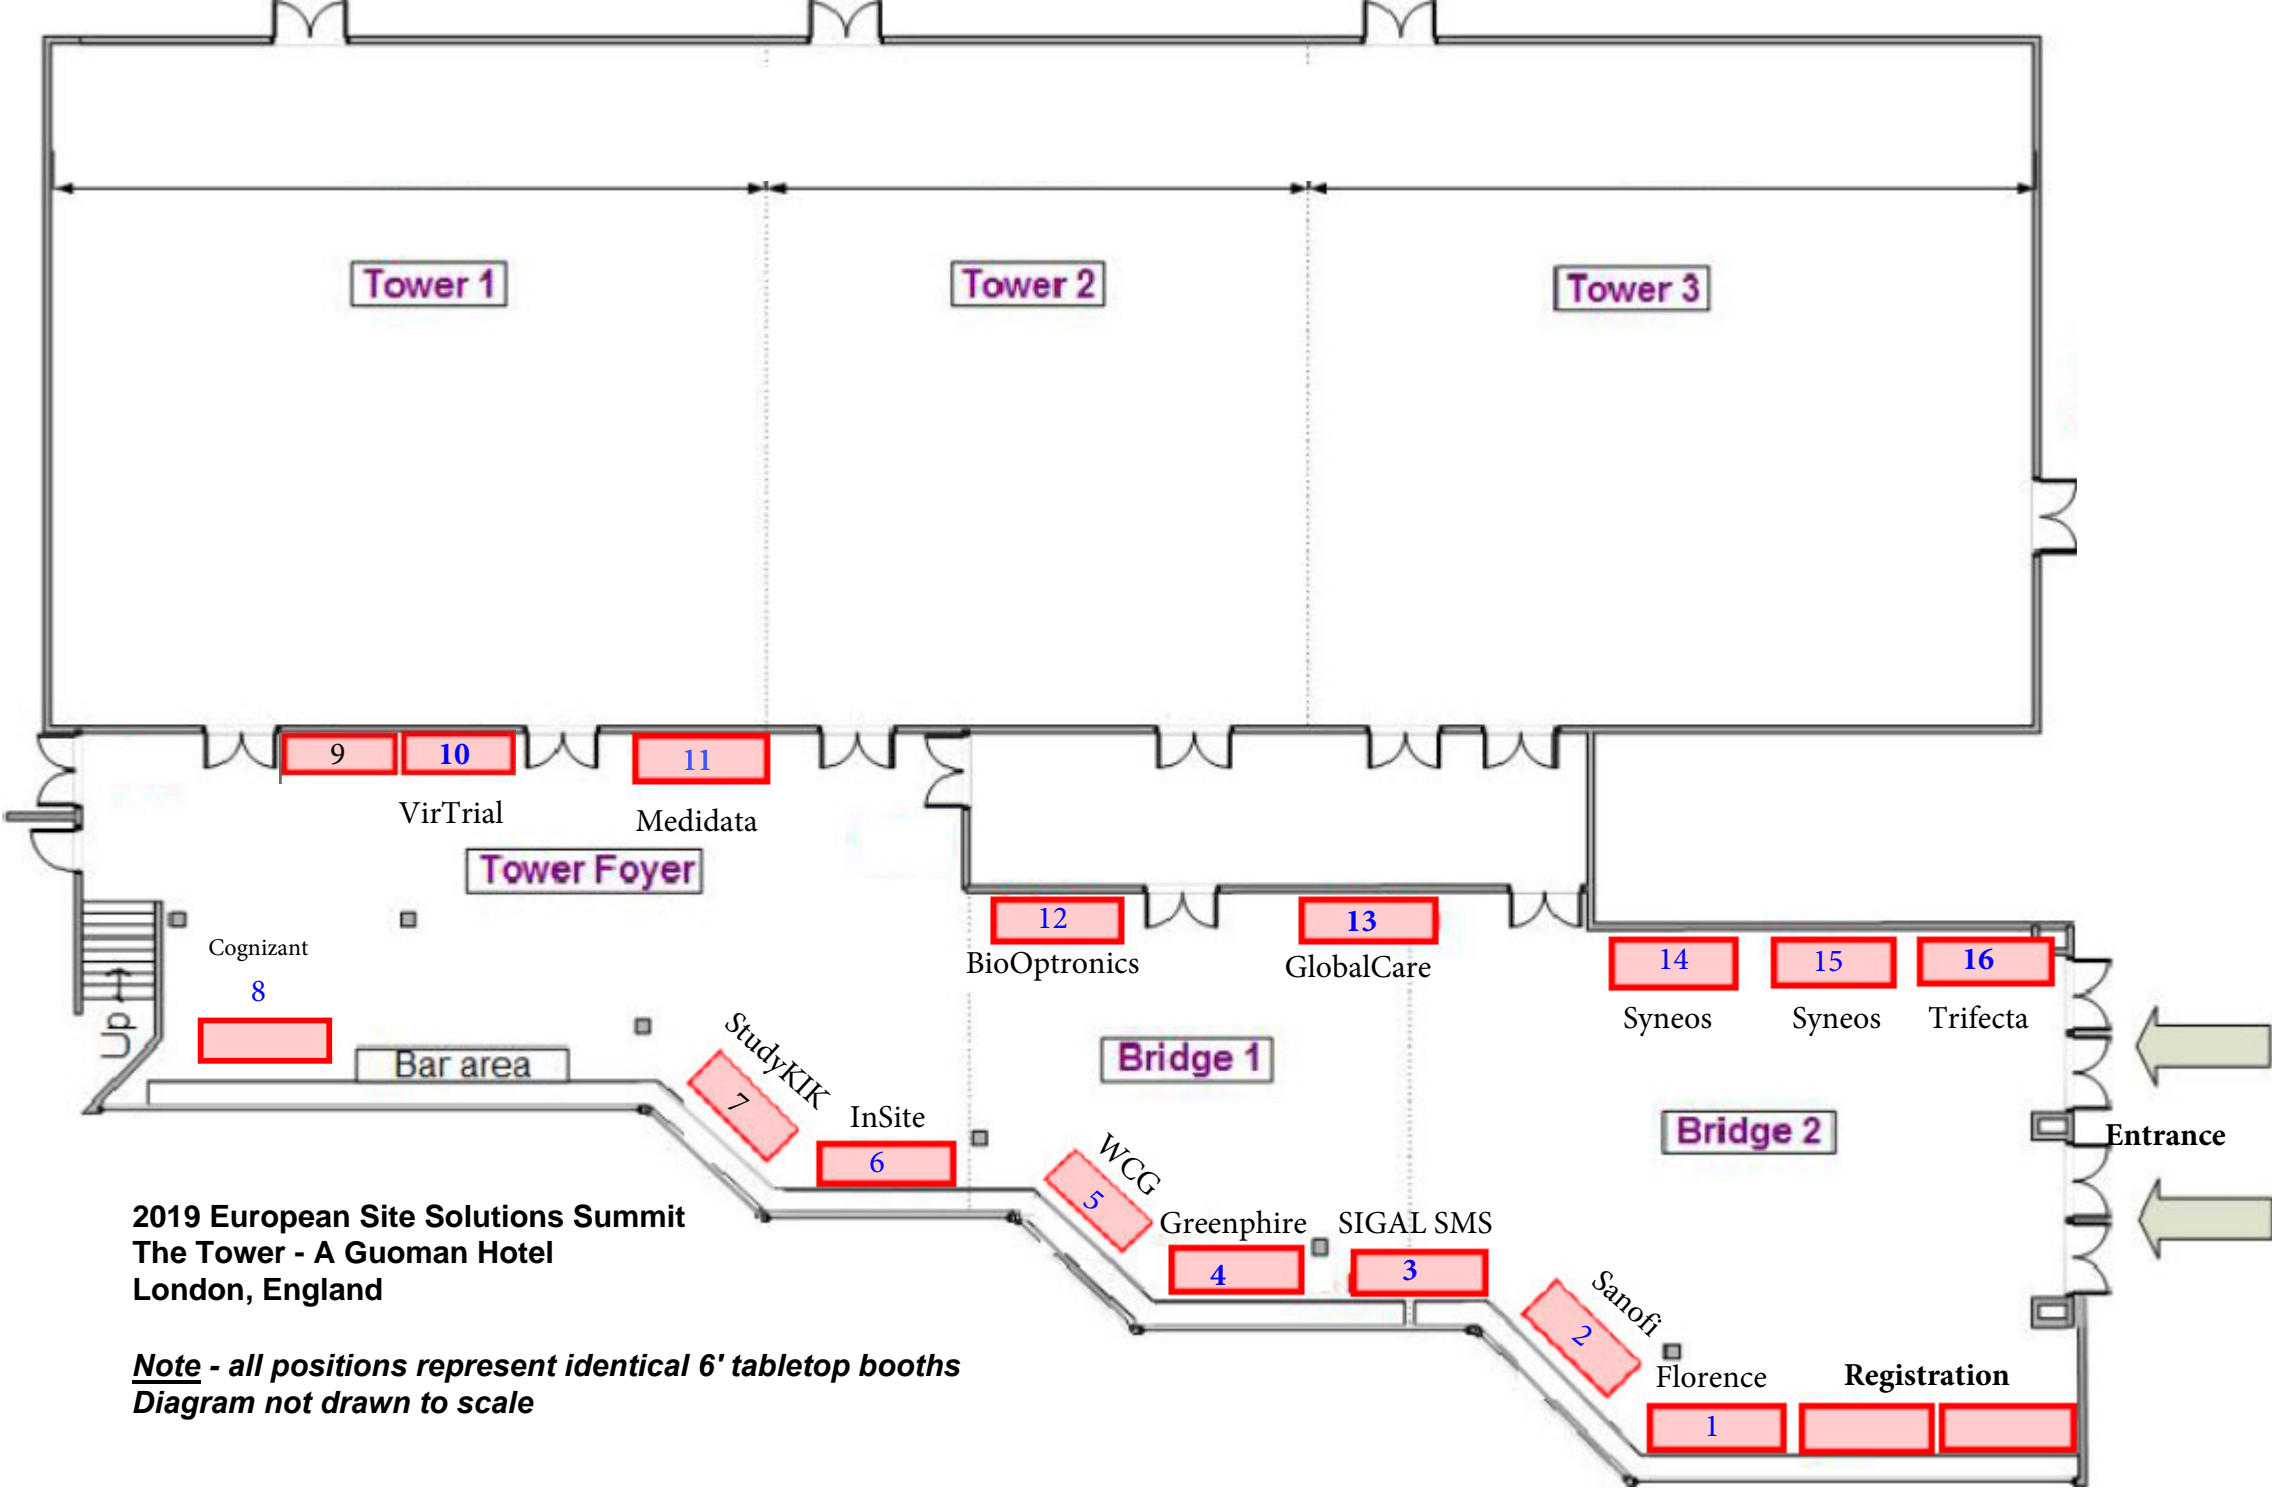 Tower 1
Tower 2
Tower 3
9
10
11
VirTrial
Medidata
Tower Foyer
12
13
BioOptronics
GlobalCare
14
15
16
Syneos
Syneos
Trifecta
Cognizant
8
Up
Bar area
StudyKIK
7
InSite
6
Bridge 1
Bridge 2
Entrance
WCG
5
Greenphire
4
SIGAL SMS
3
Sanofi
2
Florence
1
Registration
2019 European Site Solutions Summit
The Tower - A Guoman Hotel
London, England
Note - all positions represent identical 6' tabletop booths
Diagram not drawn to scale